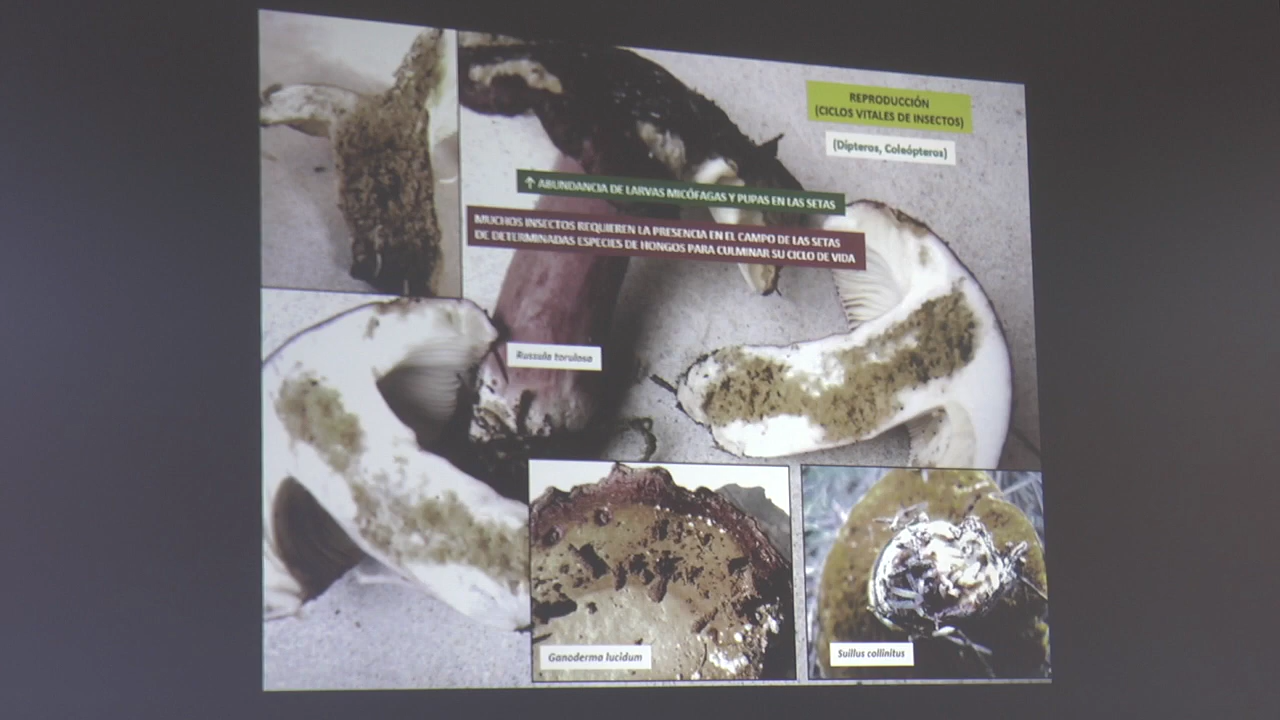 REPRODUCCIÓN
(CICLOS VITALES DE INSECTOS)
(Dípteros, Coleópteros)
↑ ABUNDANCIA DE LARVAS MICÓFAGAS Y PUPAS EN LAS SETAS
MUCHOS INSECTOS REQUIEREN LA PRESENCIA EN EL CAMPO DE LAS SETAS
DE DETERMINADAS ESPECIES DE HONGOS PARA CULMINAR SU CICLO DE VIDA
Russula torulosa
Ganoderma lucidum
Suillus collinitus